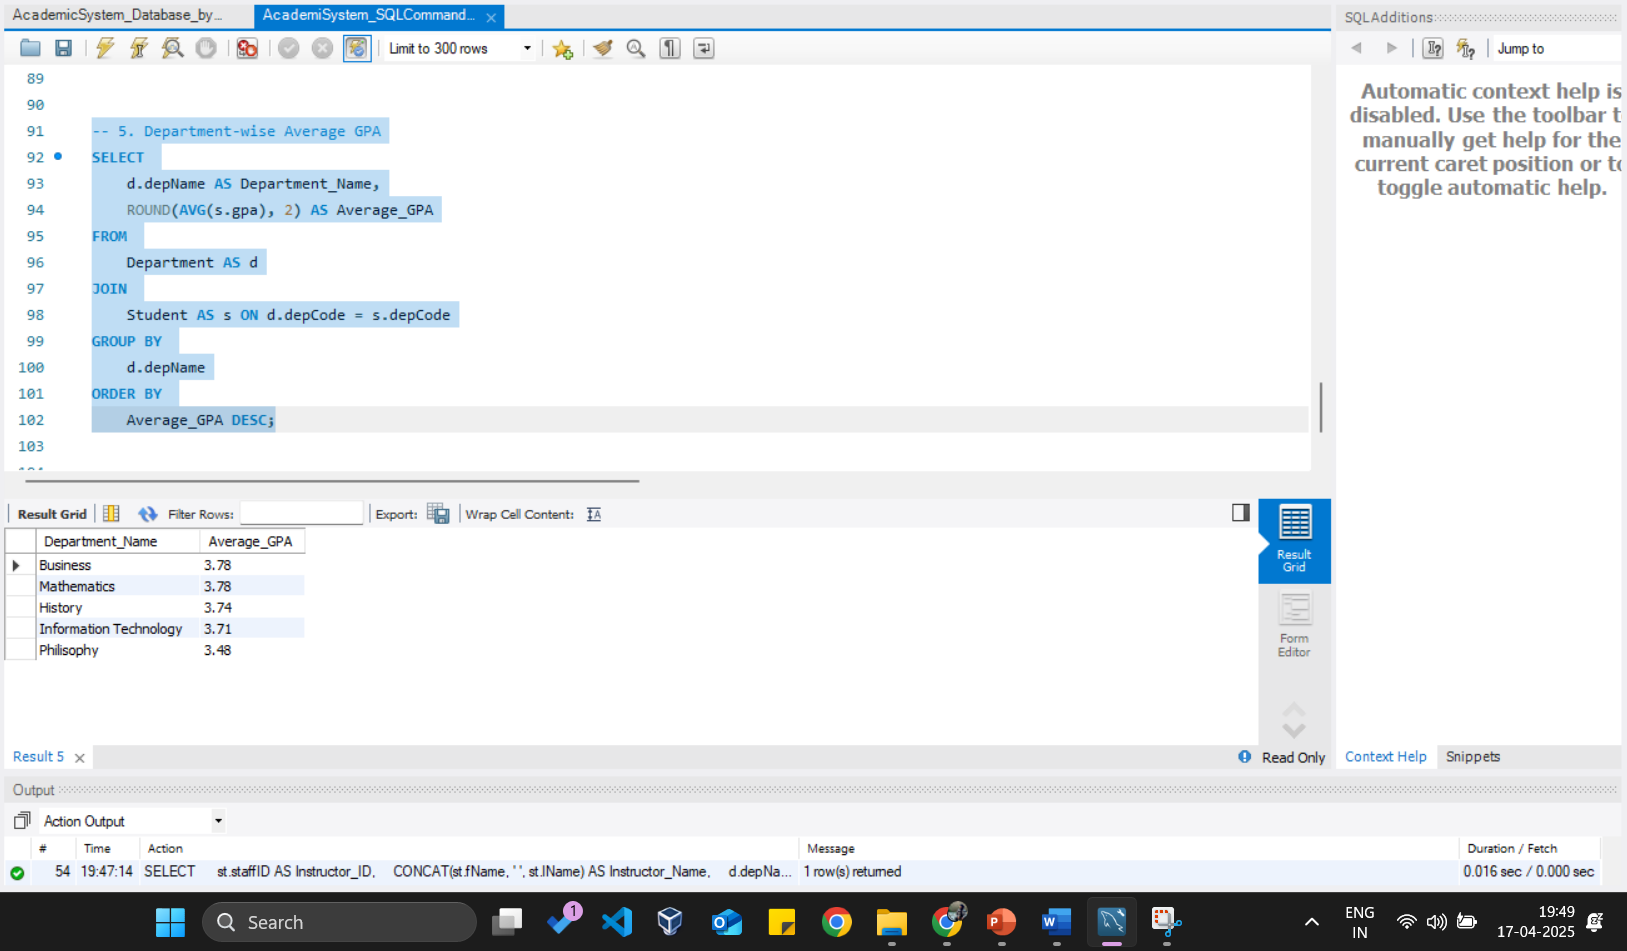 AcademicSystem_Database_by...
AcademiSystem_SQLCommand...
SQLAdditions
Limit to 300 rows
Jump to
89
90
91 -- 5. Department-wise Average GPA
92 SELECT
93 d.depName AS Department_Name,
94 ROUND(AVG(s.gpa), 2) AS Average_GPA
95 FROM
96 Department AS d
97 JOIN
98 Student AS s ON d.depCode = s.depCode
99 GROUP BY
100 d.depName
101 ORDER BY
102 Average_GPA DESC;
103
Automatic context help is
disabled. Use the toolbar t
manually get help for the
current caret position or to
toggle automatic help.
Result Grid Filter Rows: Export: Wrap Cell Content:
Department_Name Average_GPA
Business 3.78
Mathematics 3.78
History 3.74
Information Technology 3.71
Philisophy 3.48
Result
Grid
Form
Editor
Result 5
Read Only
Context Help Snippets
Output
Action Output
# Time Action Message Duration / Fetch
54 19:47:14 SELECT st.staffID AS Instructor_ID, CONCAT(st.fName, ' ', st.lName) AS Instructor_Name, d.depNa... 1 row(s) returned 0.016 sec / 0.000 sec
Search
1
ENG
IN
19:49
17-04-2025